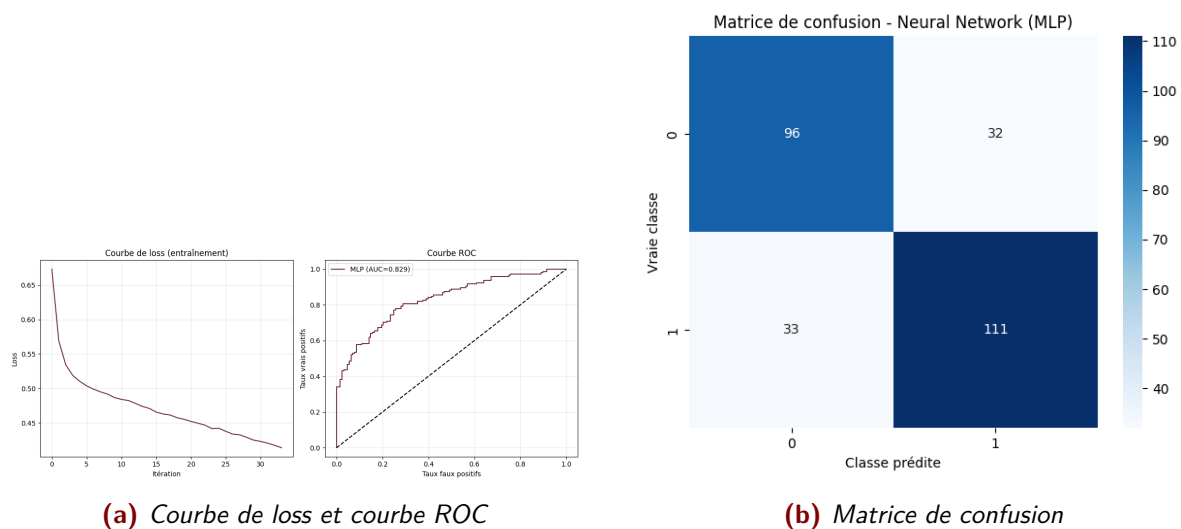 Courbe de loss (entraînement)
0.65
0.60
0.55
0.50
0.45
Loss
0 5 10 15 20 25 30
Itération
Courbe ROC
MLP (AUC=0.829)
1.0
0.8
0.6
0.4
0.2
0.0
Taux vrais positifs
0.0 0.2 0.4 0.6 0.8 1.0
Taux faux positifs
(a) Courbe de loss et courbe ROC
Matrice de confusion - Neural Network (MLP)
Vraie classe
0
96 32
1
33 111
0 1
Classe prédite
110
100
90
80
70
60
50
40
(b) Matrice de confusion